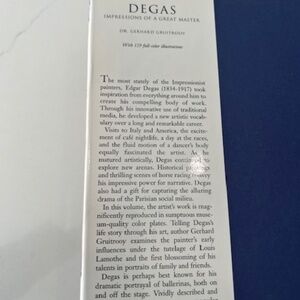 DEGAS
IMPRESSIONS OF A GREAT MASTER
DR. GERHARD GRUITROOY
With 119 full-color illustrations
The most stately of the Impressionist
painters, Edgar Degas (1834-1917) took
inspiration from everything around him to
create his compelling body of work.
Through his innovative use of traditional
media, he developed a new artistic vocab-
ulary over a long and remarkable career.
Visits to Italy and America, the excite-
ment of café nightlife, a day at the races,
and the fluid motion of a dancer's body
equally fascinated the artist. As he
matured artistically, Degas continued to
explore new arenas. Historical
and thrilling scenes of horse racing
his impressive power for narrative. Degas
also had a gift for capturing the alluring
drama of the Parisian social milieu.
In this volume, the artist's work is mag-
nificently reproduced in sumptuous muse-
um-quality color plates. Telling Degas's
life story through his art, author Gerhard
Gruitrooy examines the painter's early
influences under the tutelage of Louis
Lamothe and the first blossoming of his
talents in portraits of family and friends.
Degas is perhaps best known for his
dramatic portrayal of ballerinas, both on
and off the stage. Vividly described and